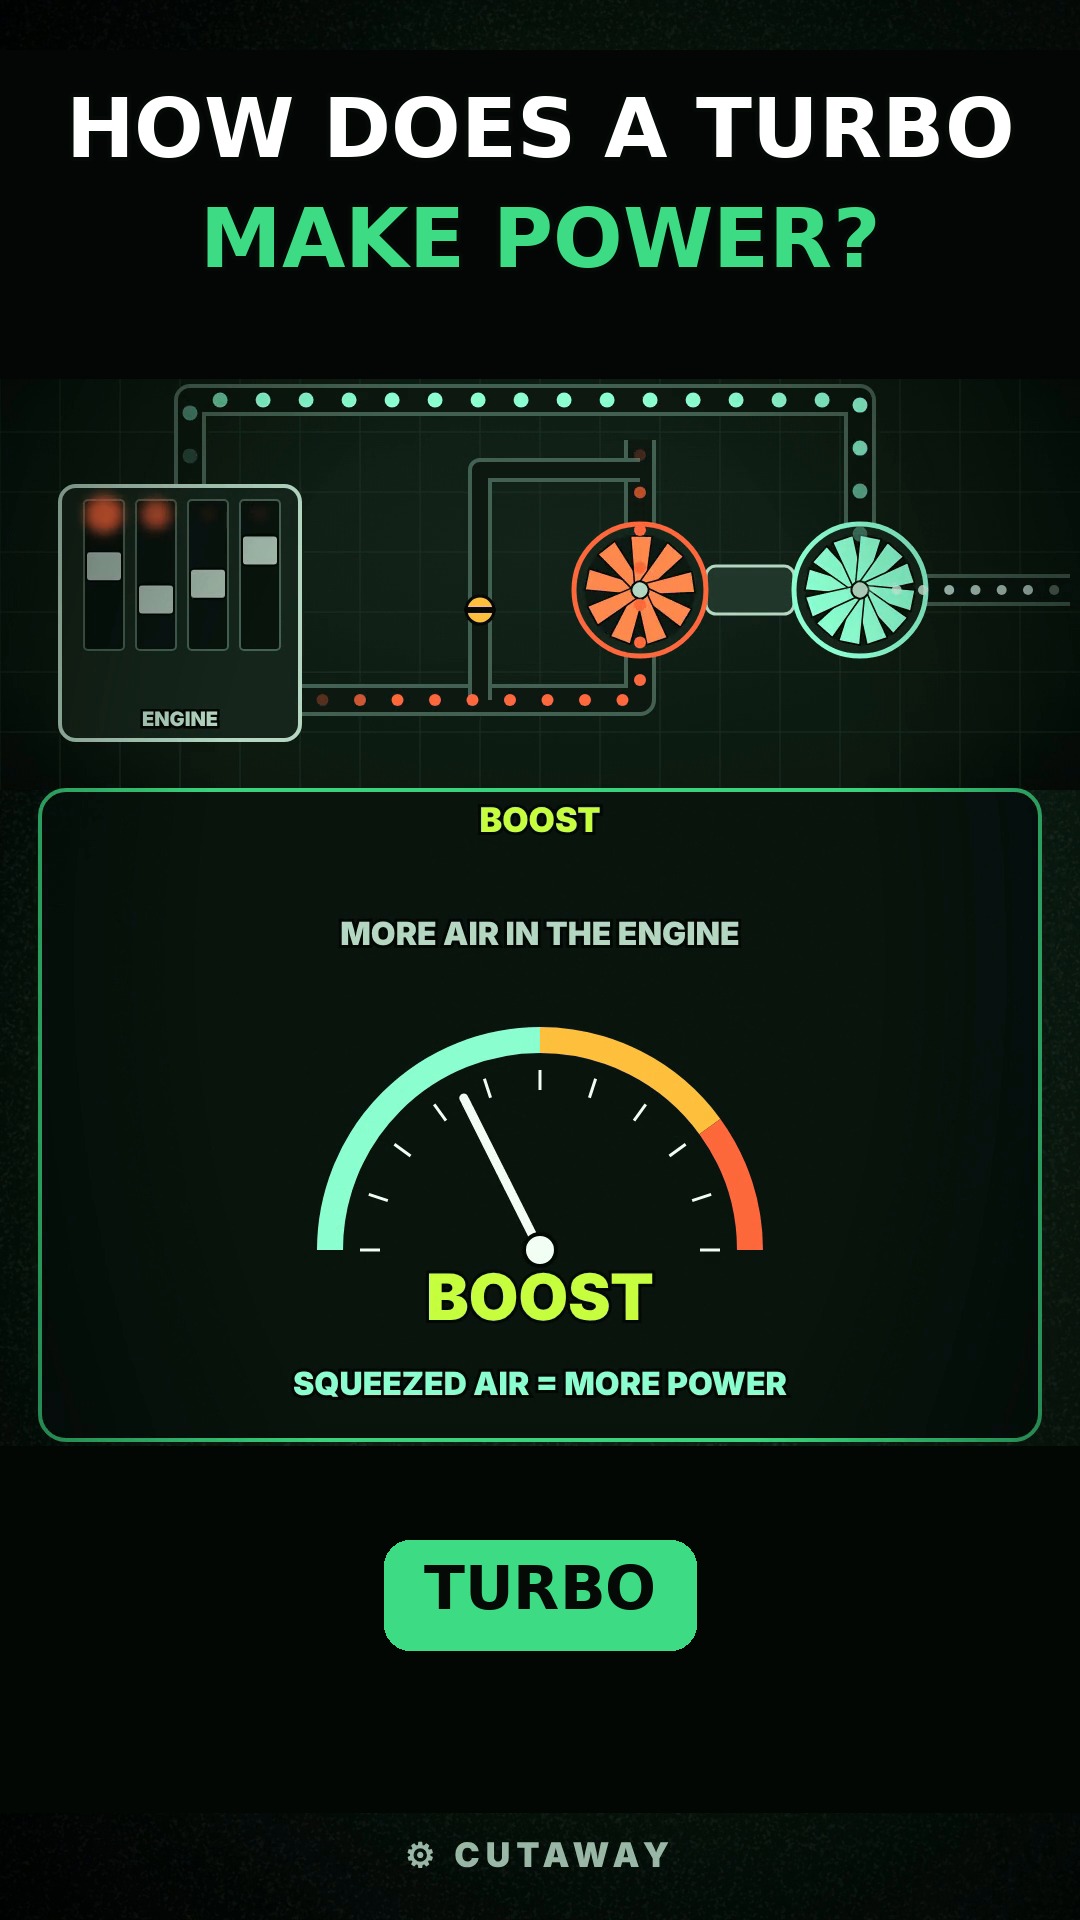 HOW DOES A TURBO
MAKE POWER?
ENGINE
BOOST
MORE AIR IN THE ENGINE
BOOST
SQUEEZED AIR = MORE POWER
TURBO
⚙ CUTAWAY